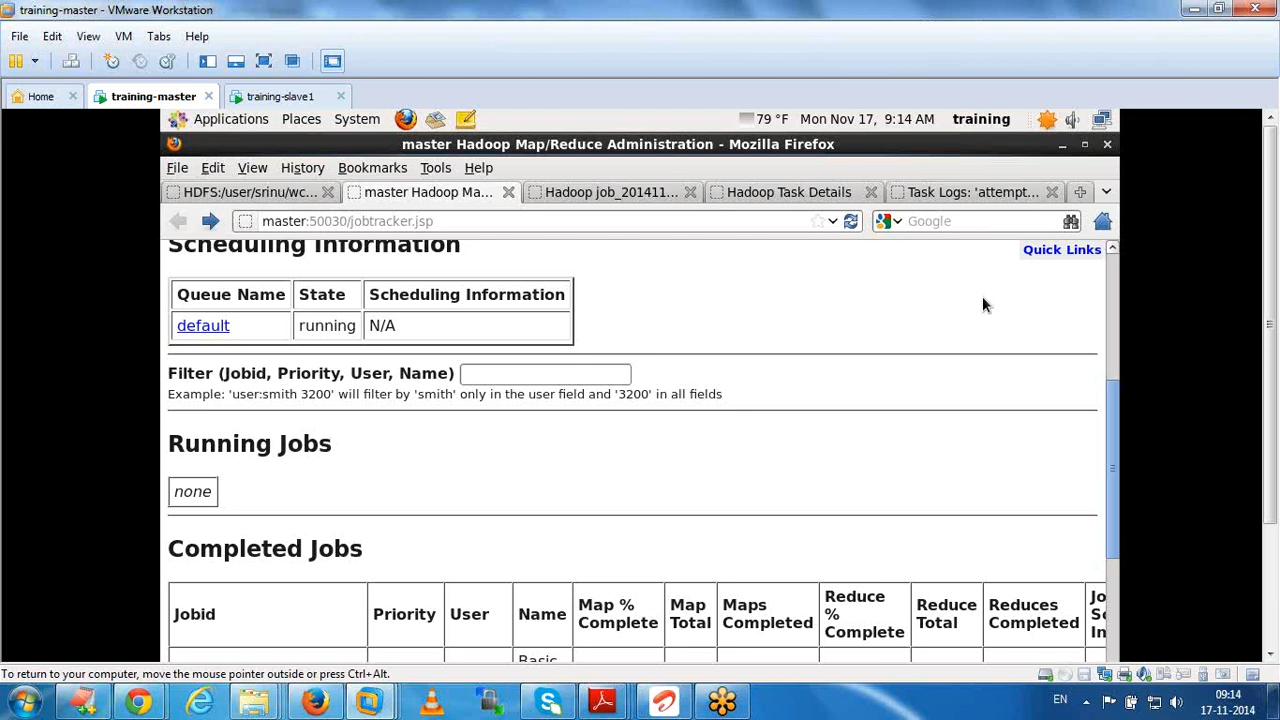 training-master - VMware Workstation
File Edit View VM Tabs Help
Home training-master training-slave1
Applications Places System 79 °F Mon Nov 17, 9:14 AM training
master Hadoop Map/Reduce Administration - Mozilla Firefox
File Edit View History Bookmarks Tools Help
HDFS:/user/srinu/wc... master Hadoop Ma... Hadoop job_201411... Hadoop Task Details Task Logs: 'attempt...
master:50030/jobtracker.jsp Google
Scheduling Information
Quick Links
Queue Name State Scheduling Information
default running N/A
Filter (Jobid, Priority, User, Name)
Example: 'user:smith 3200' will filter by 'smith' only in the user field and '3200' in all fields
Running Jobs
none
Completed Jobs
Jobid Priority User Name Map % Complete Map Total Maps Completed Reduce % Complete Reduce Total Reduces Completed
Basic
To return to your computer, move the mouse pointer outside or press Ctrl+Alt.
EN 09:14
17-11-2014